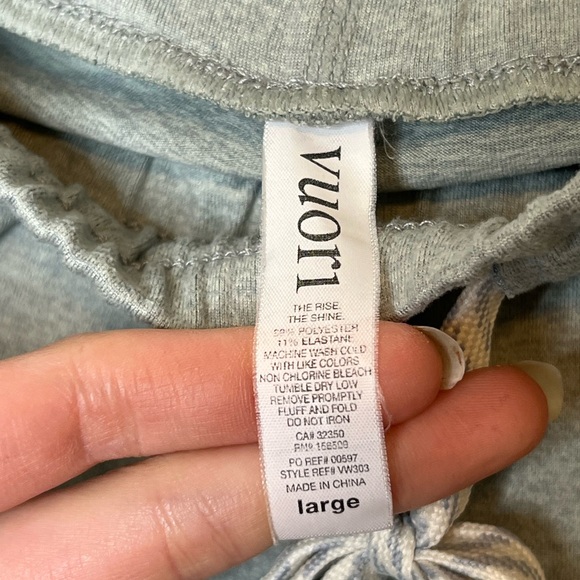 vuori
THE RISE.
THE SHINE.
89% POLYESTER
11% ELASTANE
MACHINE WASH COLD
WITH LIKE COLORS
NON CHLORINE BLEACH
TUMBLE DRY LOW
REMOVE PROMPTLY
FLUFF AND FOLD
DO NOT IRON
CA# 32350
RN# 158509
PO REF# 00597
STYLE REF# VW303
MADE IN CHINA
large